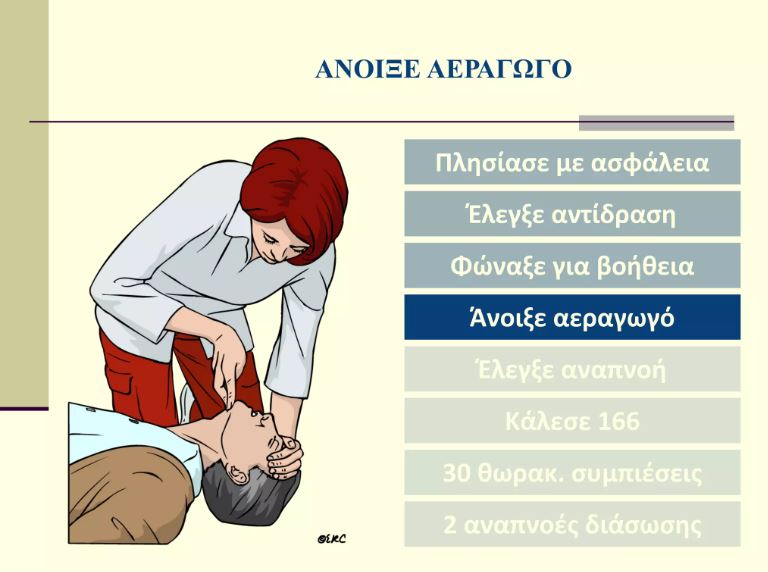 ΑΝΟΙΞΕ ΑΕΡΑΓΩΓΟ
Πλησίασε με ασφάλεια
Έλεγξε αντίδραση
Φώναξε για βοήθεια
Άνοιξε αεραγωγό
Έλεγξε αναπνοή
Κάλεσε 166
30 θωρακ. συμπιέσεις
2 αναπνοές διάσωσης
©ERC